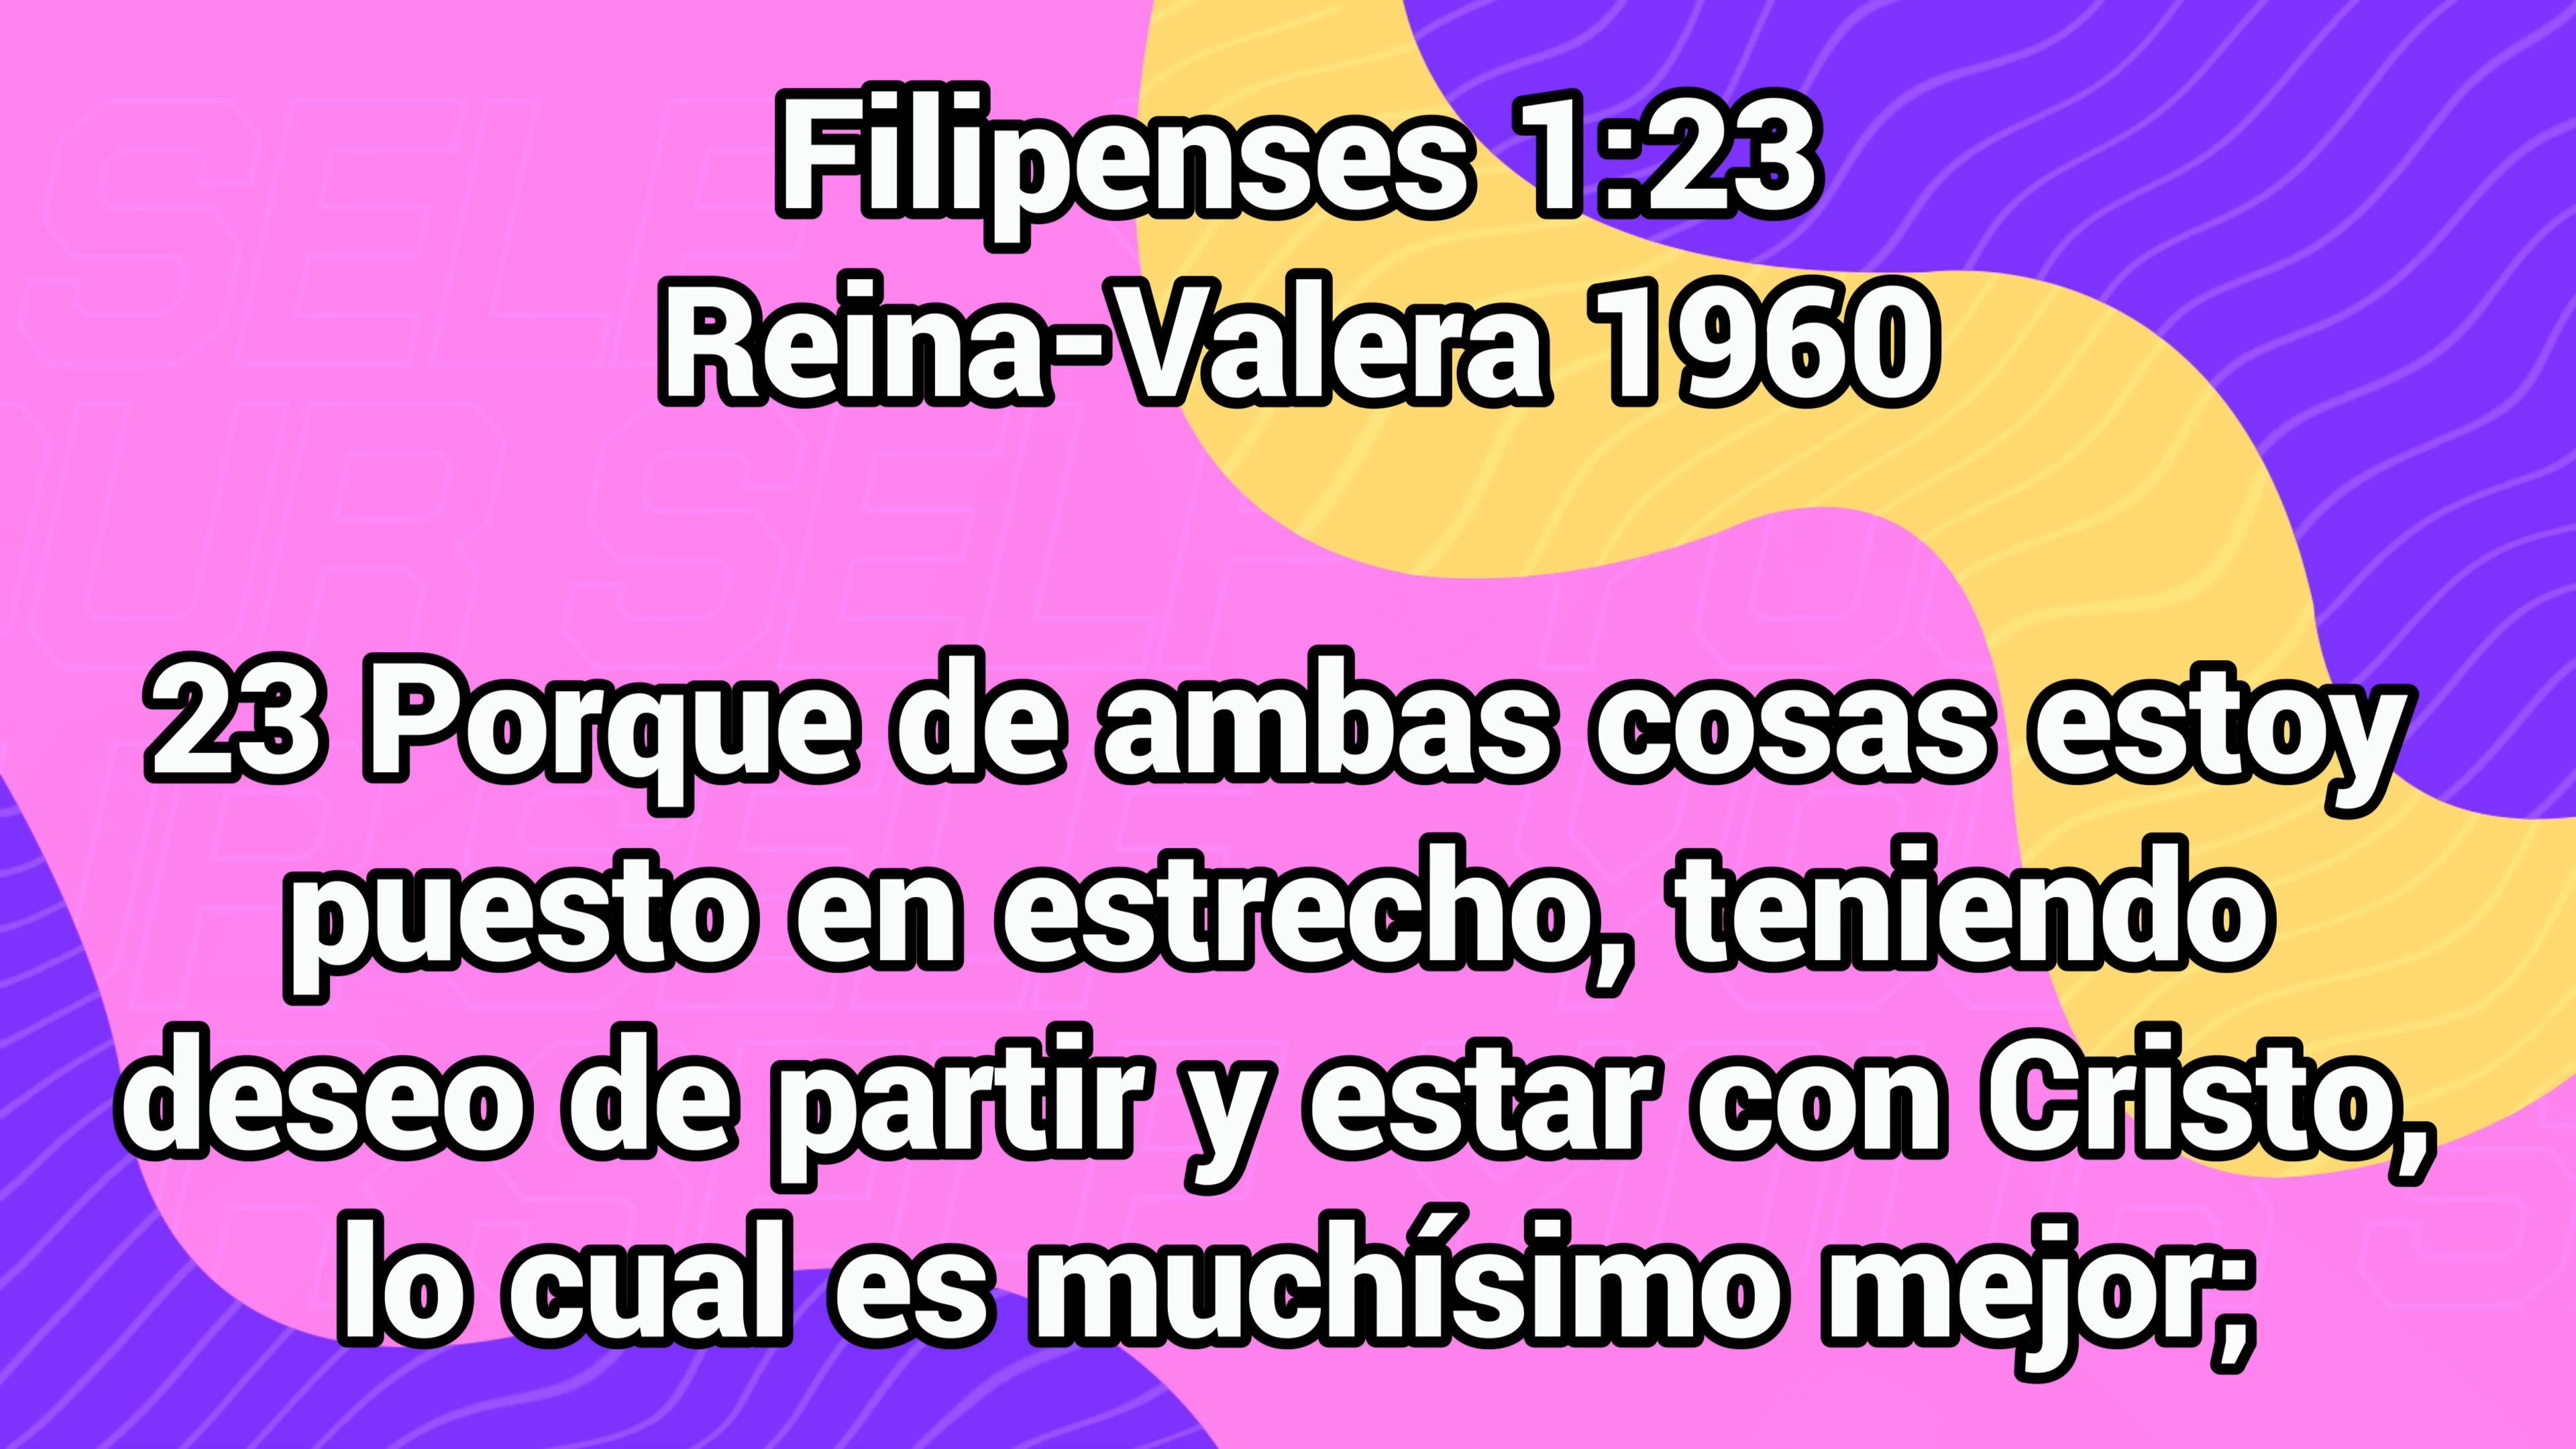 Filipenses 1:23
Reina-Valera 1960
23 Porque de ambas cosas estoy
puesto en estrecho, teniendo
deseo de partir y estar con Cristo,
lo cual es muchísimo mejor;